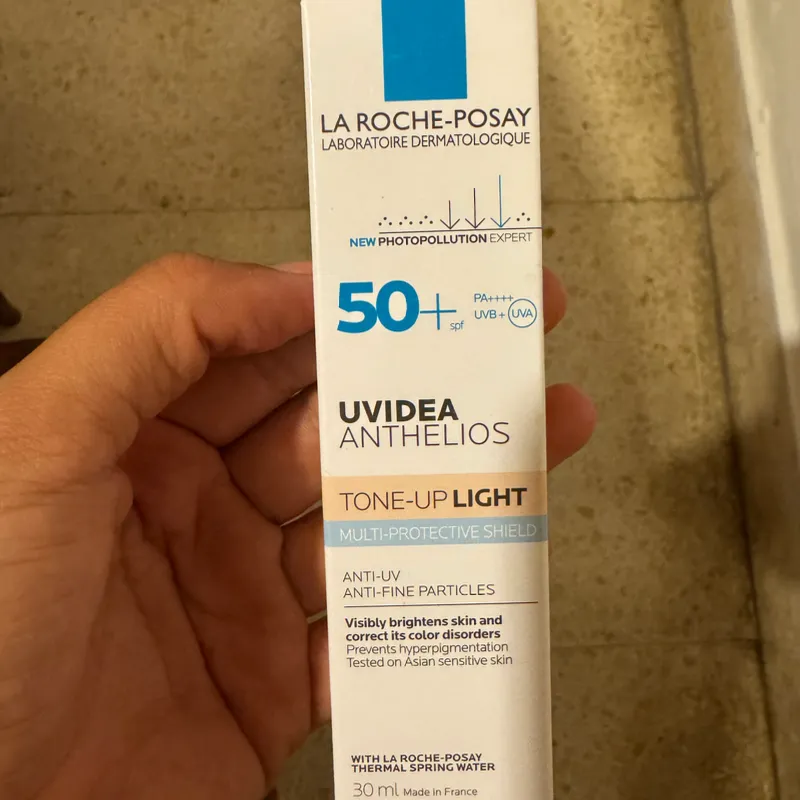 LA ROCHE-POSAY
LABORATOIRE DERMATOLOGIQUE
NEW PHOTOPOLLUTION EXPERT
50+ spf
PA++++
UVB + UVA
UVIDEA
ANTHELIOS
TONE-UP LIGHT
MULTI-PROTECTIVE SHIELD
ANTI-UV
ANTI-FINE PARTICLES
Visibly brightens skin and
correct its color disorders
Prevents hyperpigmentation
Tested on Asian sensitive skin
WITH LA ROCHE-POSAY
THERMAL SPRING WATER
30 ml Made in France